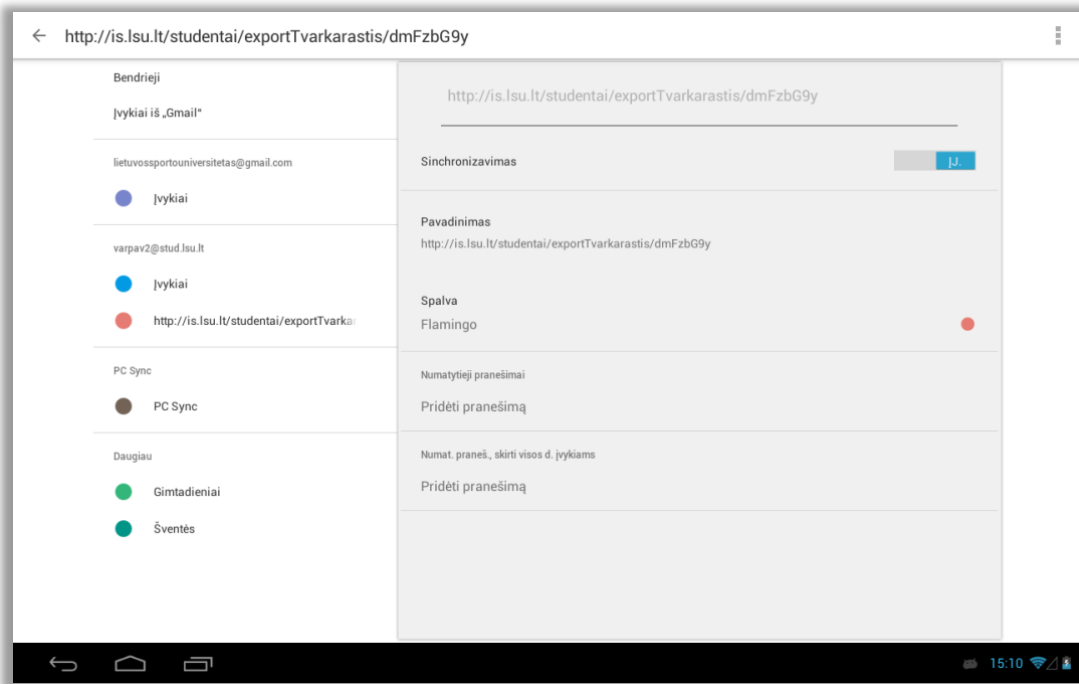 http://is.lsu.lt/studentai/exportTvarkarastis/dmFzbG9y
Bendrieji
Įvykiai iš „Gmail“
lietuvossportouniversitetas@gmail.com
Įvykiai
varpav2@stud.lsu.lt
Įvykiai
http://is.lsu.lt/studentai/exportTvarka
PC Sync
PC Sync
Daugiau
Gimtadieniai
Šventės
http://is.lsu.lt/studentai/exportTvarkarastis/dmFzbG9y
Sinchronizavimas
ĮJ.
Pavadinimas
http://is.lsu.lt/studentai/exportTvarkarastis/dmFzbG9y
Spalva
Flamingo
Numatytieji pranešimai
Pridėti pranešimą
Numat. praneš., skirti visos d. įvykiams
Pridėti pranešimą
15:10